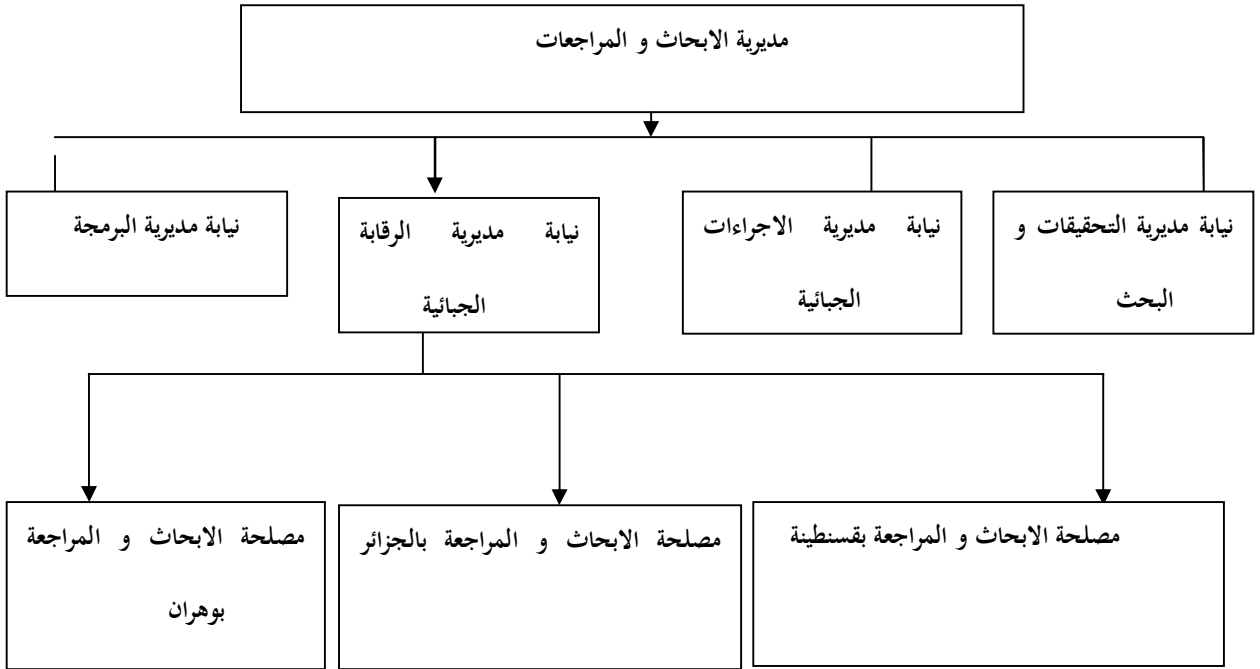 مديرية الابحاث و المراجعات
نيابة مديرية التحقيقات و
البحث
نيابة مديرية الاجراءات
الجبائية
نيابة مديرية الرقابة
الجبائية
نيابة مديرية البرمجة
مصلحة الابحاث و المراجعة بقسنطينة
مصلحة الابحاث و المراجعة بالجزائر
مصلحة الابحاث و المراجعة
بوهران